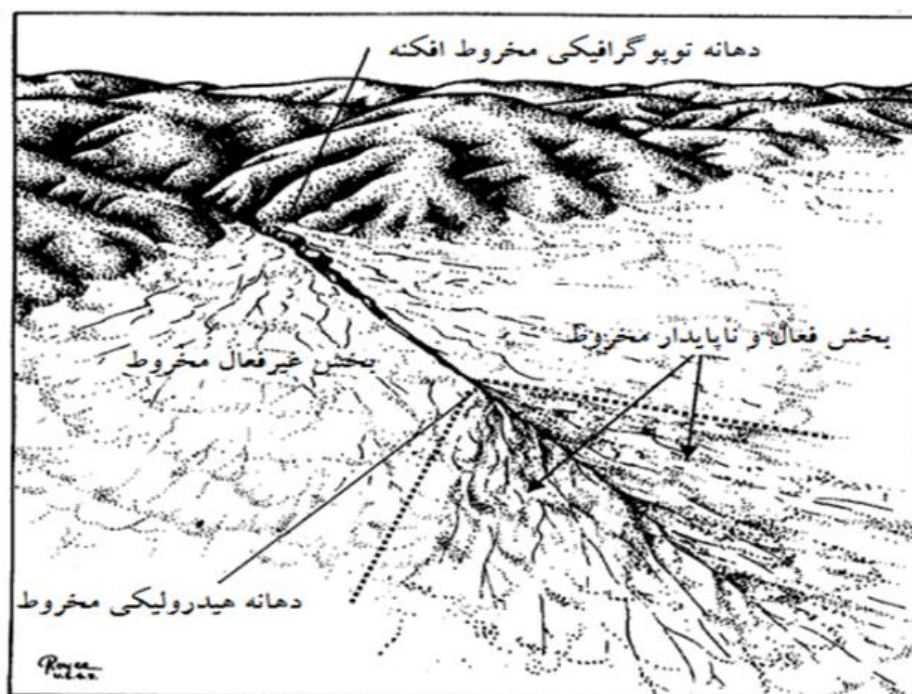 دهانه توپوگرافیکی مخروط افکنه
بخش فعال و ناپایدار مخروط
بخش غیرفعال مخروط
دهانه هیدرولیکی مخروط